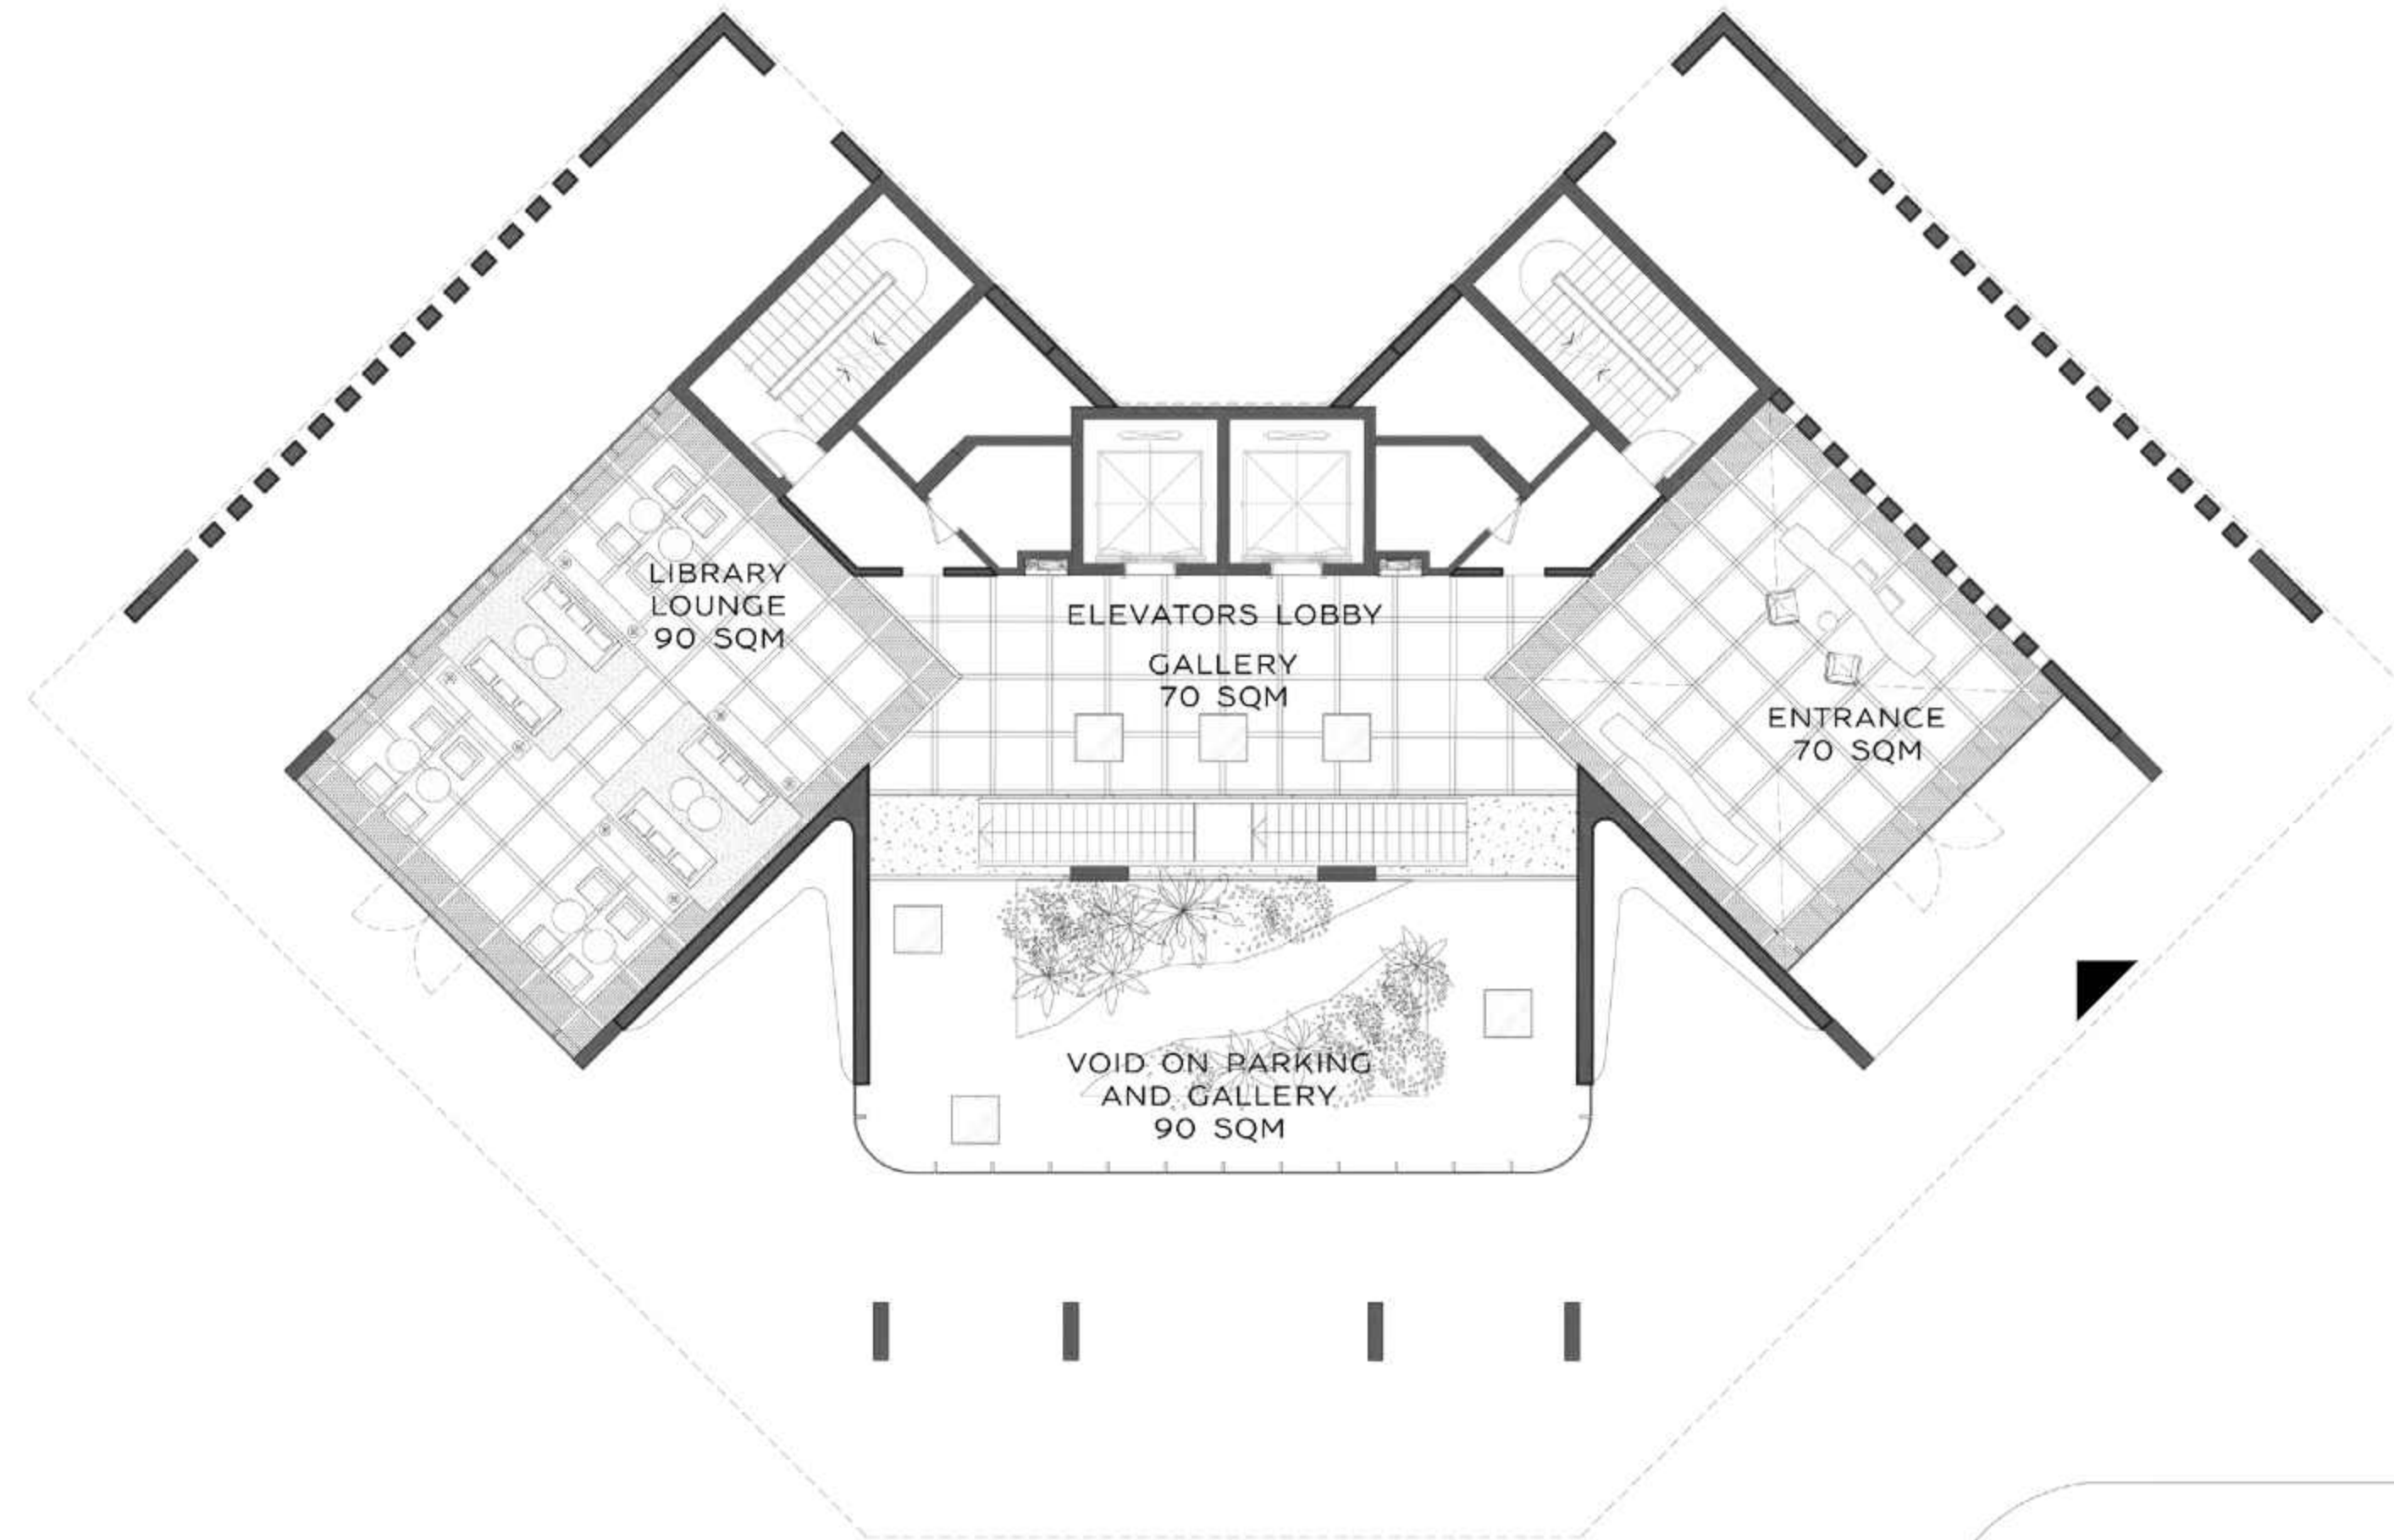 LIBRARY
LOUNGE
90 SQM
ELEVATORS LOBBY
GALLERY
70 SQM
ENTRANCE
70 SQM
VOID ON PARKING
AND GALLERY
90 SQM